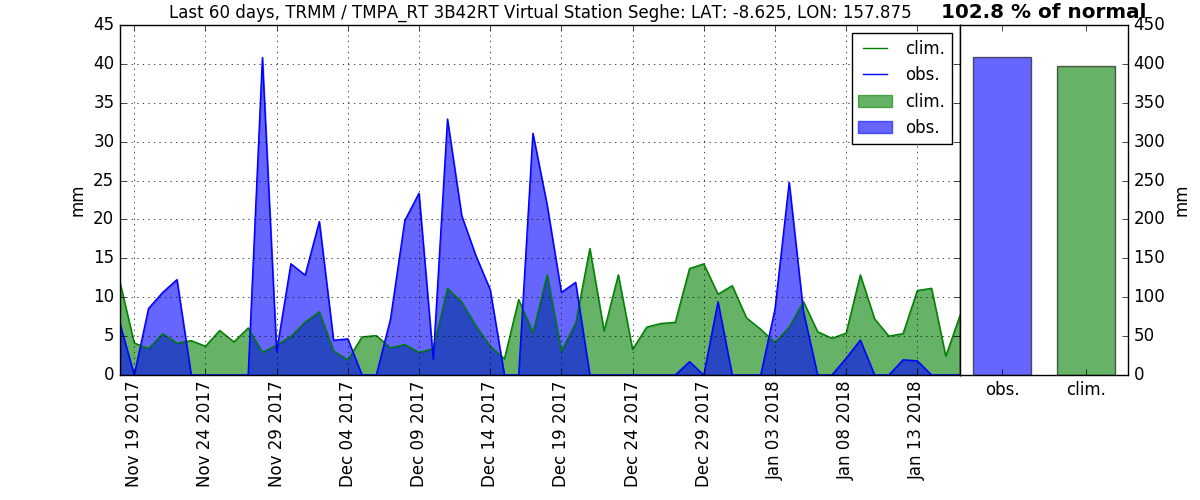 Last 60 days, TRMM / TMPA_RT 3B42RT Virtual Station Seghe: LAT: -8.625, LON: 157.875
102.8 % of normal
45
40
35
30
25
20
15
10
5
0
mm
clim.
obs.
clim.
obs.
450
400
350
300
250
200
150
100
50
0
mm
Nov 19 2017
Nov 24 2017
Nov 29 2017
Dec 04 2017
Dec 09 2017
Dec 14 2017
Dec 19 2017
Dec 24 2017
Dec 29 2017
Jan 03 2018
Jan 08 2018
Jan 13 2018
obs.
clim.